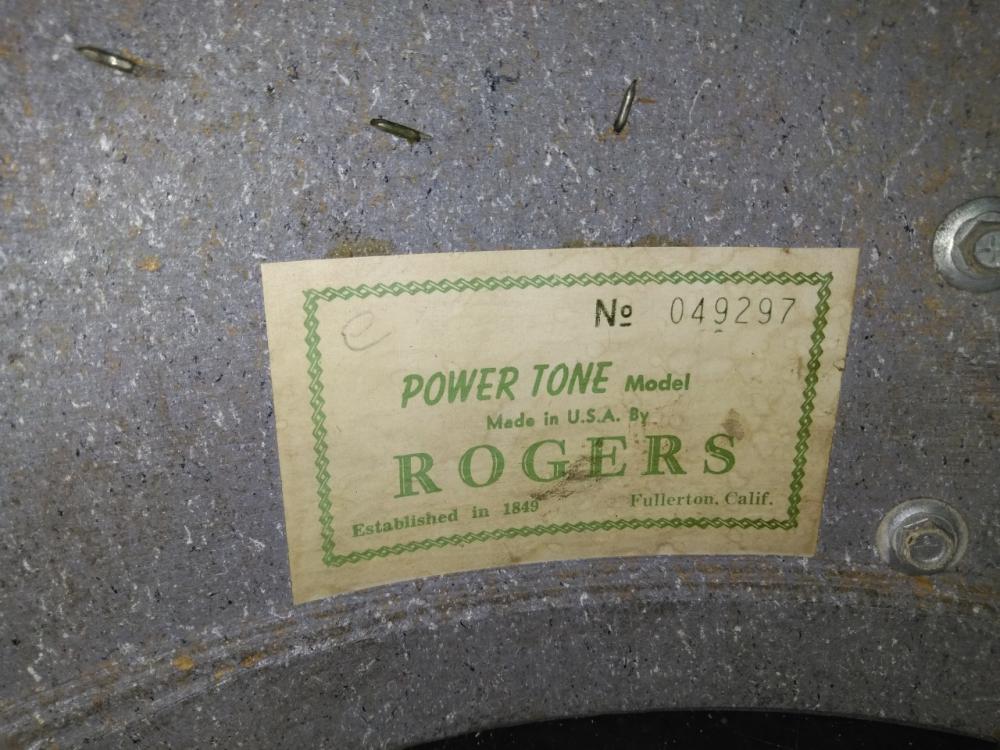 e
Nº 049297
POWER TONE Model
Made in U.S.A. By
ROGERS
Established in 1849 Fullerton, Calif.